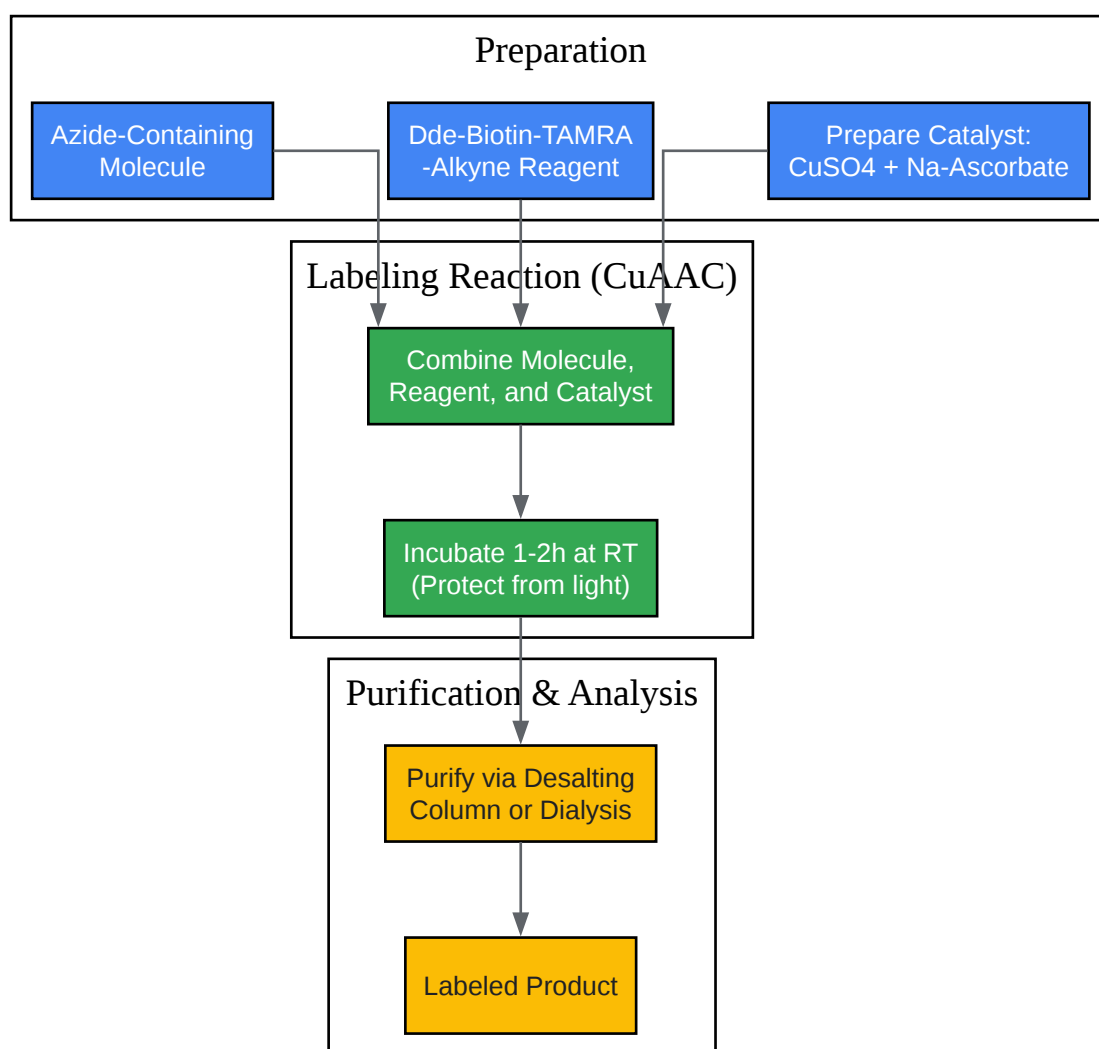 Preparation
Azide-Containing
Molecule
Dde-Biotin-TAMRA
-Alkyne Reagent
Prepare Catalyst:
CuSO4 + Na-Ascorbate
Labeling Reaction (CuAAC)
Combine Molecule,
Reagent, and Catalyst
Incubate 1-2h at RT
(Protect from light)
Purification & Analysis
Purify via Desalting
Column or Dialysis
Labeled Product